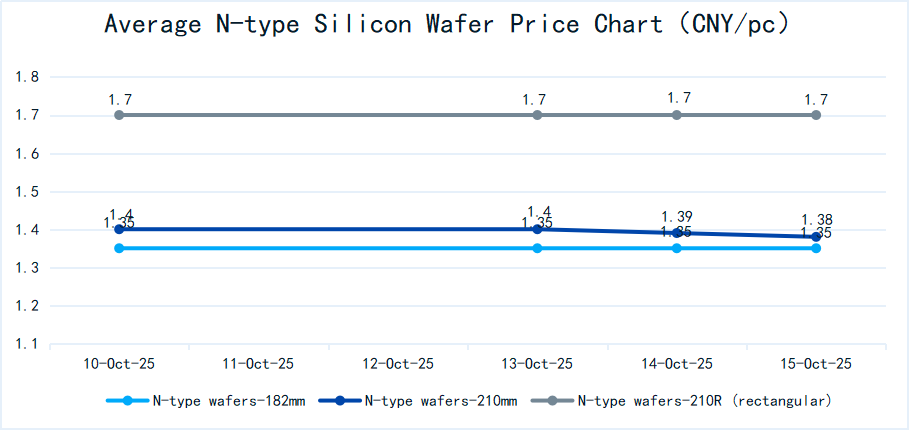 Average N-type Silicon Wafer Price Chart（CNY/pc）
1.8
1.7
1.6
1.5
1.4
1.3
1.2
1.1
1.7 1.7 1.7 1.7
1.4 1.4 1.39 1.38
1.35 1.35 1.35 1.35
10-Oct-25 11-Oct-25 12-Oct-25 13-Oct-25 14-Oct-25 15-Oct-25
N-type wafers-182mm N-type wafers-210mm N-type wafers-210R (rectangular)